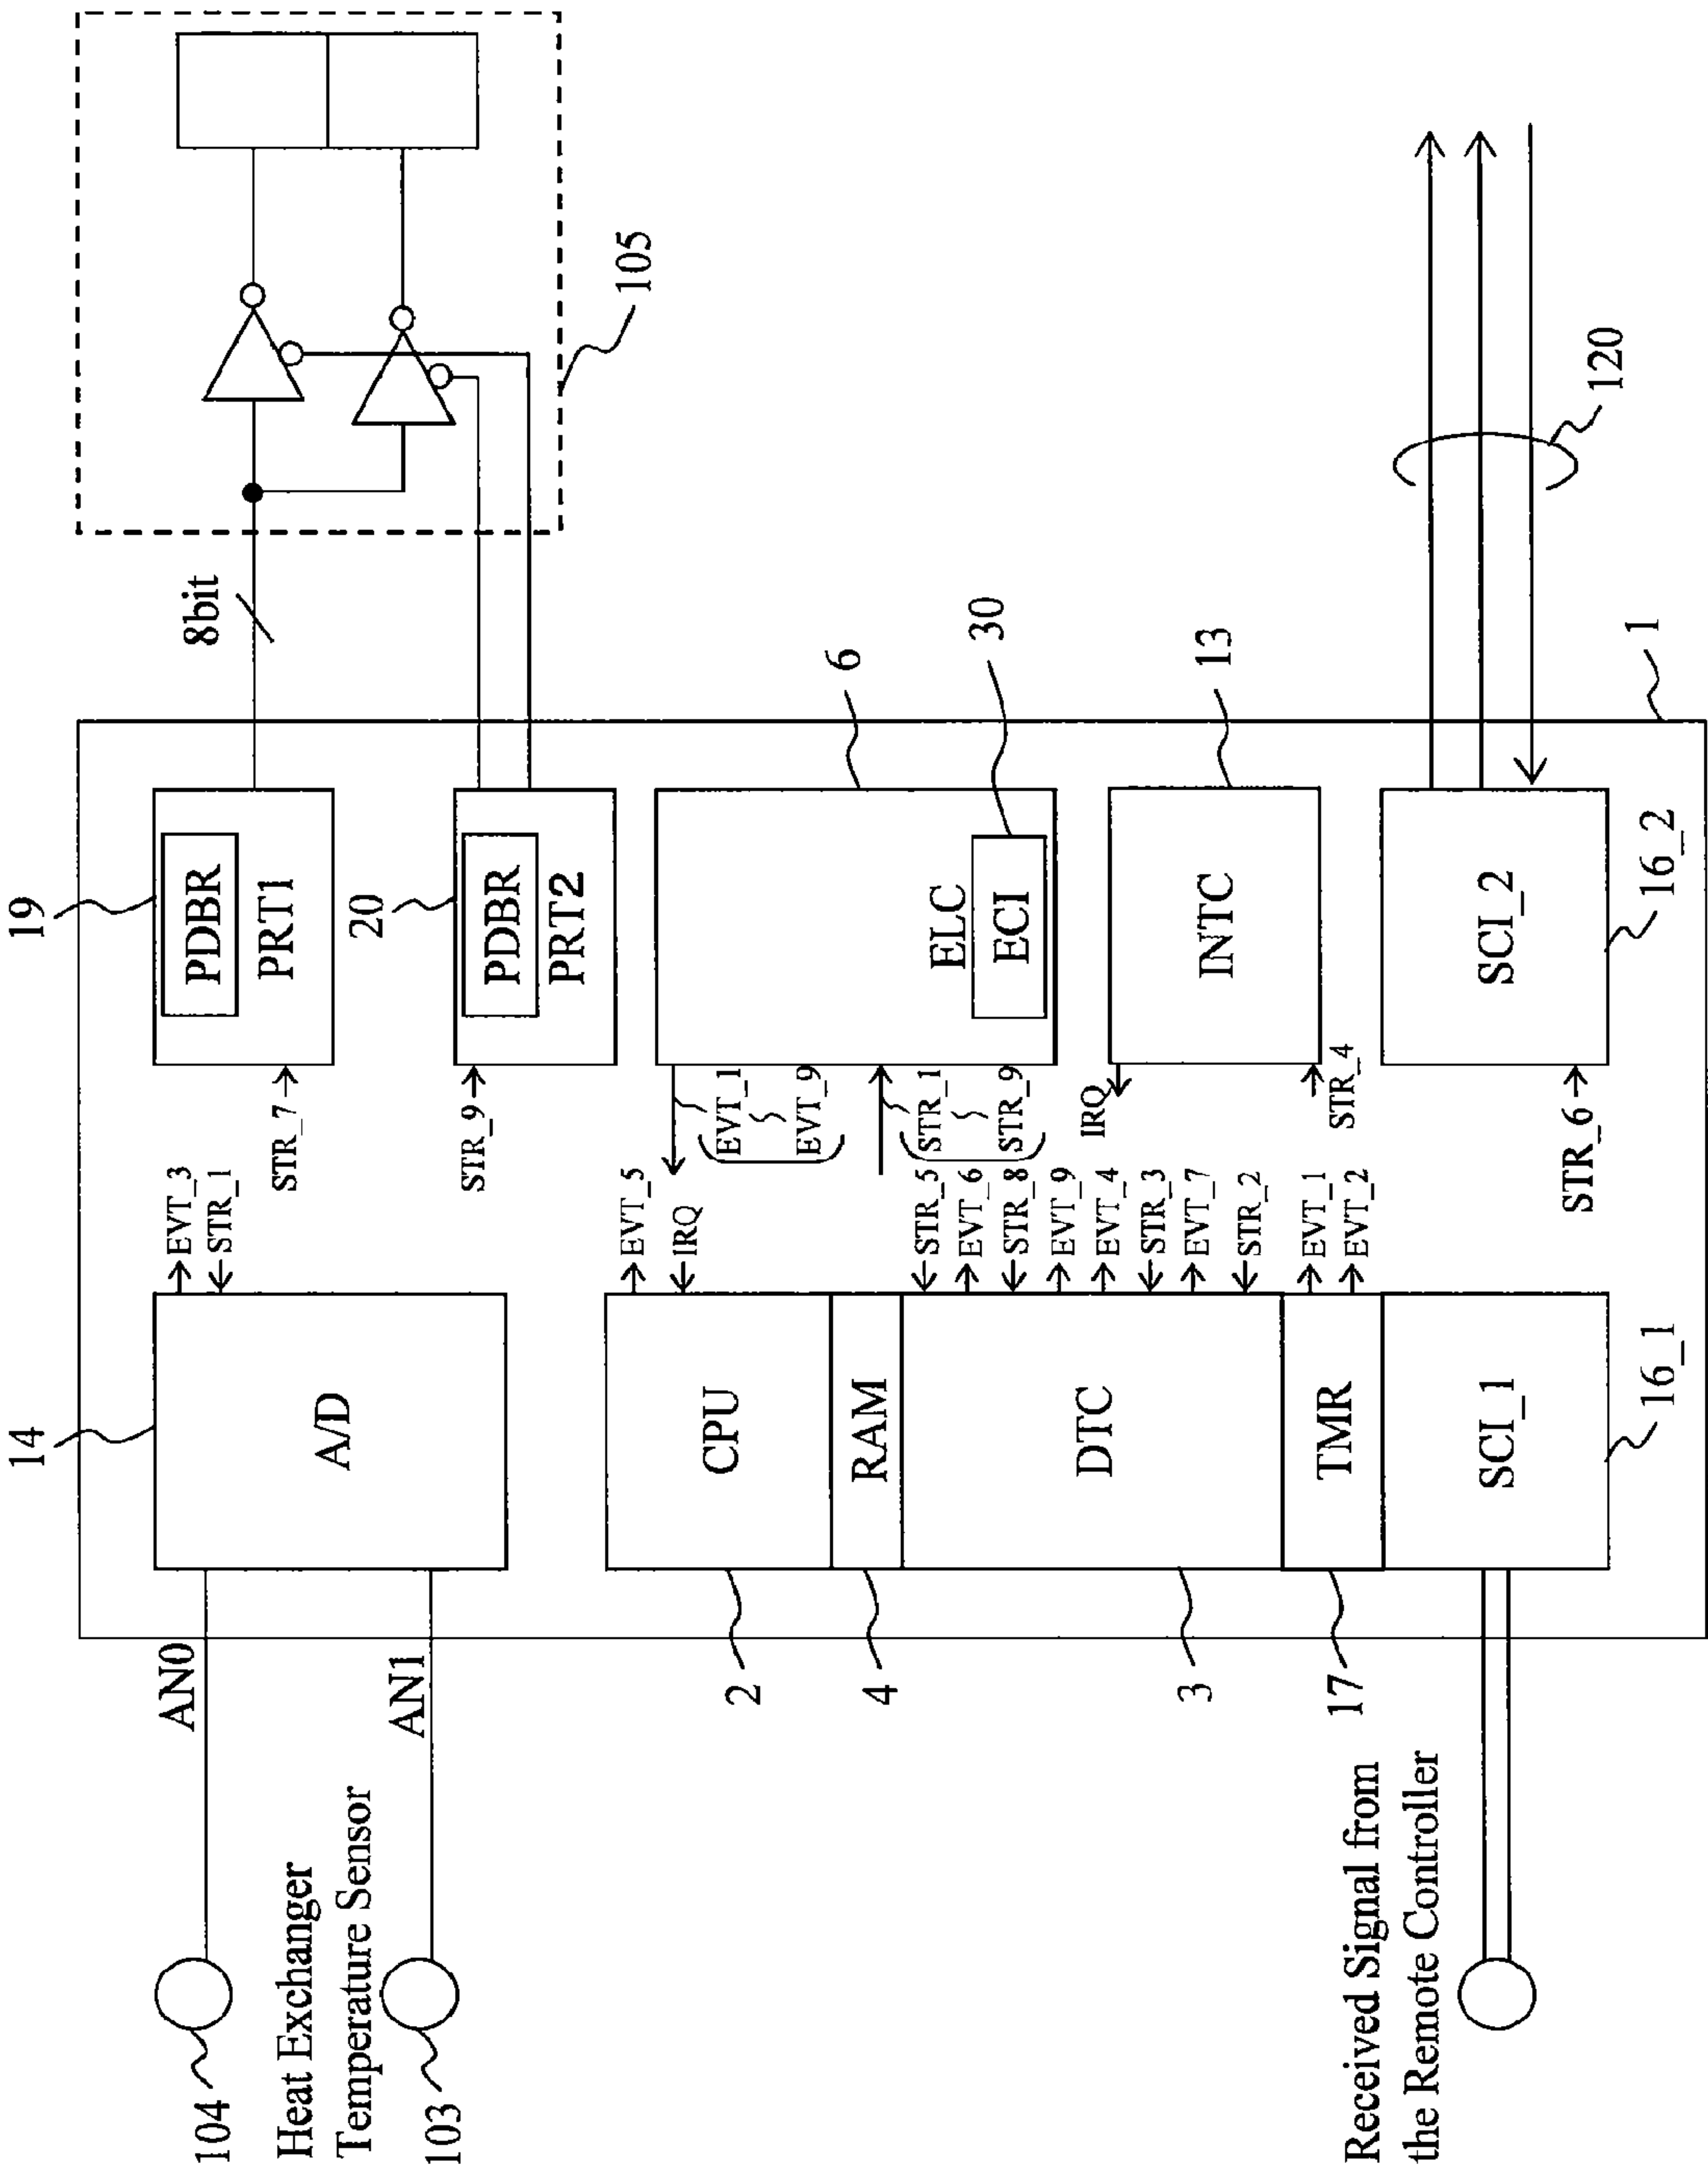 14
19
AN0
EVT_3
8bit
104
STR_1
PDBR
PRT1
STR_7
Heat Exchanger
Temperature Sensor
A/D
20
AN1
103
STR_9
PDBR
PRT2
EVT_5
105
IRQ
CPU
EVT_1
2
EVT_9
6
RAM
4
STR_5
STR_1
ELC
EVT_6
30
STR_8
STR_9
ECI
EVT_9
DTC
IRQ
EVT_4
STR_3
3
EVT_7
INTC
13
STR_2
EVT_1
TMR
STR_4
17
EVT_2
Received Signal from
the Remote Controller
SCI_1
SCI_2
STR_6
120
1
16_1
16_2